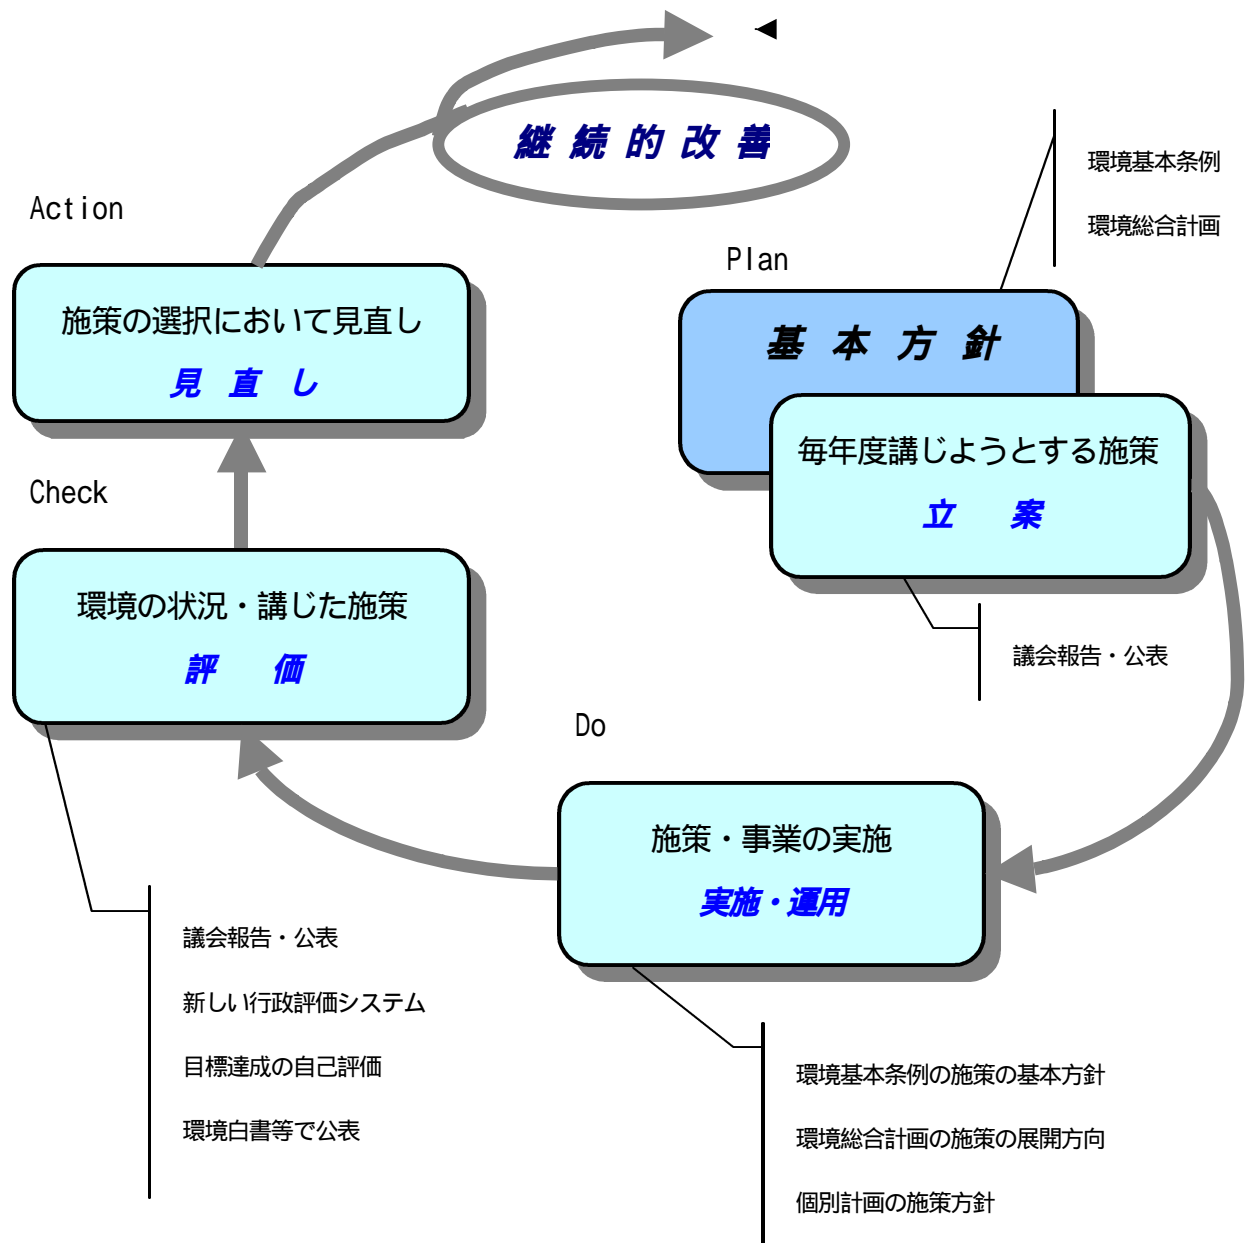 継続的改善
Action
施策の選択において見直し
見直し
Plan
環境基本条例
環境総合計画
基本方針
毎年度講じようとする施策
立案
議会報告・公表
Check
環境の状況・講じた施策
評価
議会報告・公表
新しい行政評価システム
目標達成の自己評価
環境白書等で公表
Do
施策・事業の実施
実施・運用
環境基本条例の施策の基本方針
環境総合計画の施策の展開方向
個別計画の施策方針